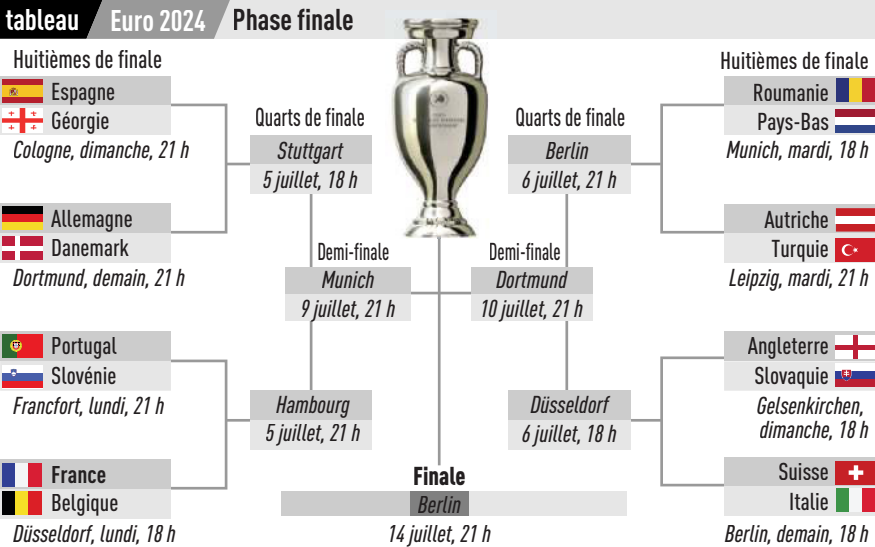 tableau Euro 2024 Phase finale
Huitièmes de finale
Espagne
Géorgie
Cologne, dimanche, 21 h
Allemagne
Danemark
Dortmund, demain, 21 h
Portugal
Slovénie
Francfort, lundi, 21 h
France
Belgique
Düsseldorf, lundi, 18 h
Quarts de finale
Stuttgart
5 juillet, 18 h
Demi-finale
Munich
9 juillet, 21 h
Hambourg
5 juillet, 21 h
Finale
Berlin
14 juillet, 21 h
Quarts de finale
Berlin
6 juillet, 21 h
Demi-finale
Dortmund
10 juillet, 21 h
Düsseldorf
6 juillet, 18 h
Huitièmes de finale
Roumanie
Pays-Bas
Munich, mardi, 18 h
Autriche
Turquie
Leipzig, mardi, 21 h
Angleterre
Slovaquie
Gelsenkirchen,
dimanche, 18 h
Suisse
Italie
Berlin, demain, 18 h